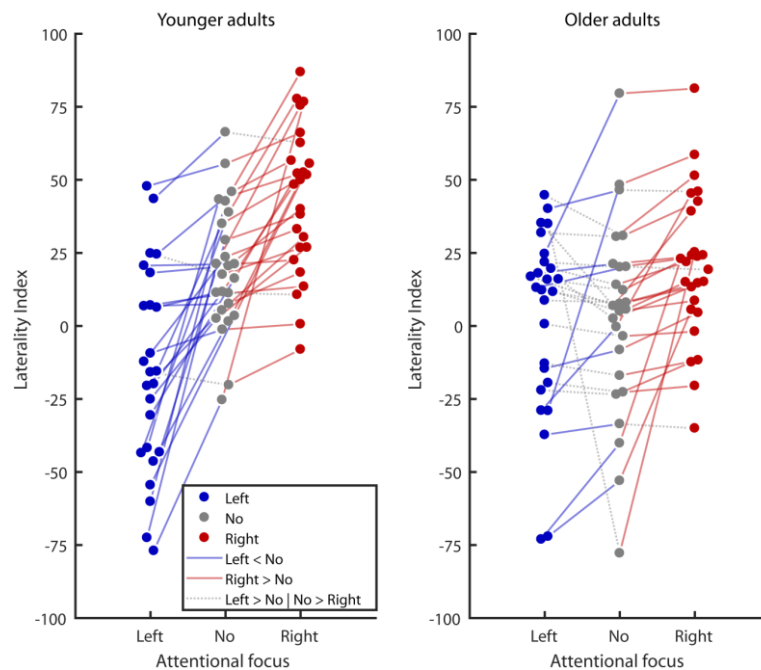 Younger adults
100
75
50
25
0
-25
-50
-75
-100
Laterality Index
Left
No
Right
Left < No
Right > No
Left > No | No > Right
Left No Right
Attentional focus
Older adults
100
75
50
25
0
-25
-50
-75
-100
Laterality Index
Left No Right
Attentional focus